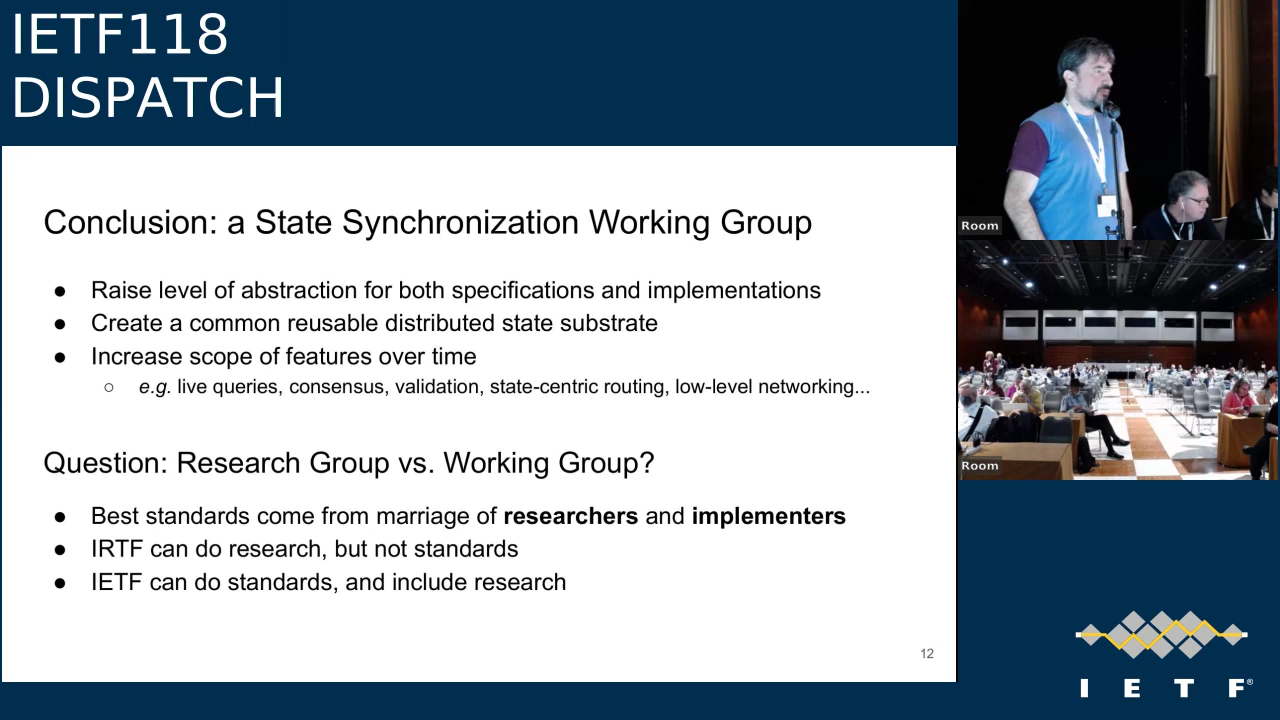 IETF118
DISPATCH
Conclusion: a State Synchronization Working Group
● Raise level of abstraction for both specifications and implementations
● Create a common reusable distributed state substrate
● Increase scope of features over time
○ e.g. live queries, consensus, validation, state-centric routing, low-level networking...
Question: Research Group vs. Working Group?
● Best standards come from marriage of researchers and implementers
● IRTF can do research, but not standards
● IETF can do standards, and include research
12
Room
Room
I E T F®